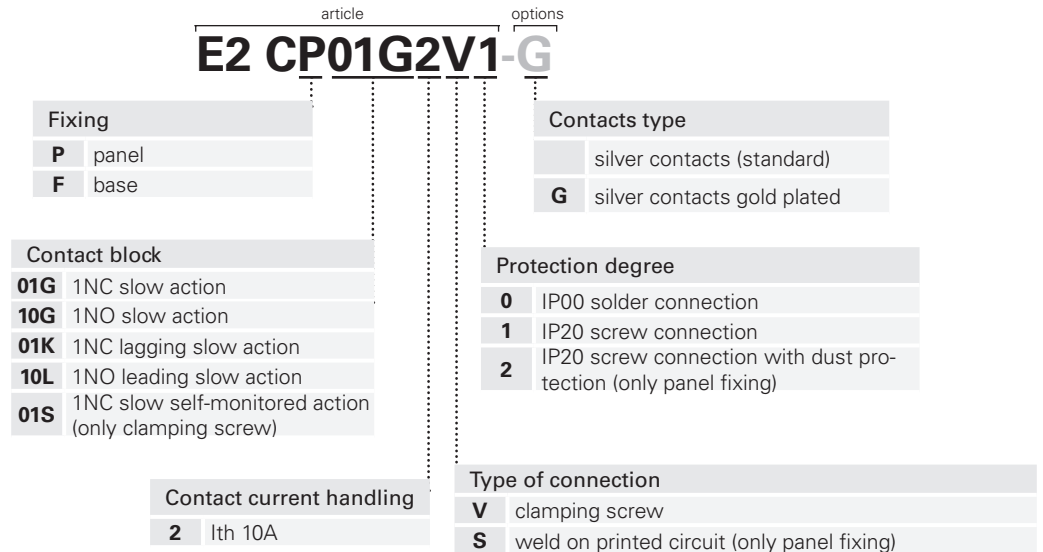 article
options
E2 CP01G2V1-G
Fixing
P panel
F base
Contacts type
silver contacts (standard)
G silver contacts gold plated
Contact block
01G 1NC slow action
10G 1NO slow action
01K 1NC lagging slow action
10L 1NO leading slow action
01S 1NC slow self-monitored action
(only clamping screw)
Protection degree
0 IP00 solder connection
1 IP20 screw connection
2 IP20 screw connection with dust pro-
tection (only panel fixing)
Contact current handling
2 Ith 10A
Type of connection
V clamping screw
S weld on printed circuit (only panel fixing)